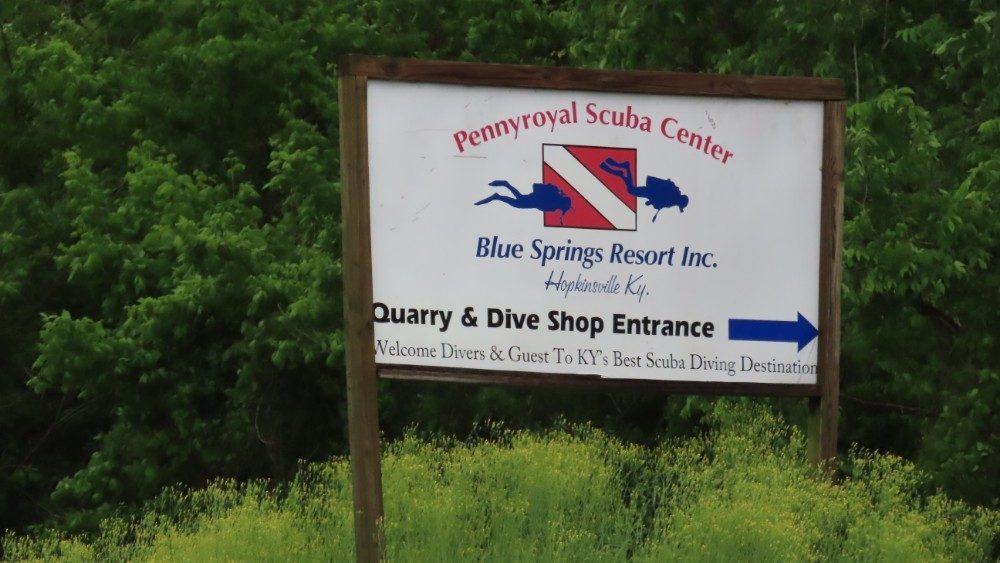 Pennyroyal Scuba Center
Blue Springs Resort Inc.
Hopkinsville Ky.
Quarry & Dive Shop Entrance
Welcome Divers & Guest To KY's Best Scuba Diving Destination